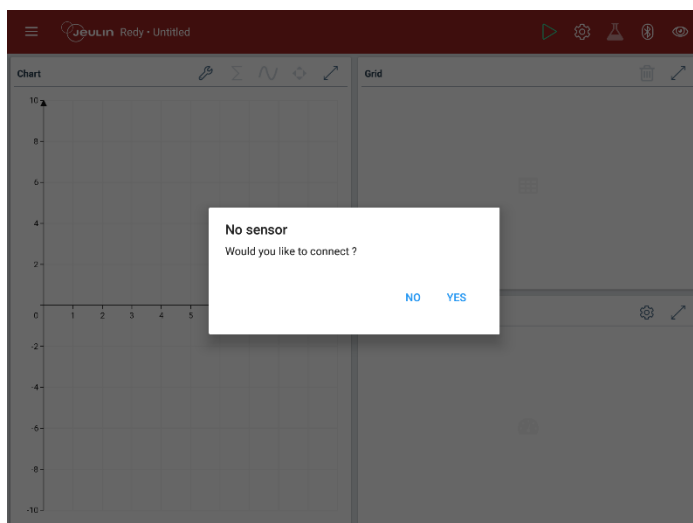 Jeulin Redy • Untitled
Chart
Grid
10
8
6
4
2
0 1 2 3 4 5
-2
-4
-6
-8
-10
No sensor
Would you like to connect ?
NO YES